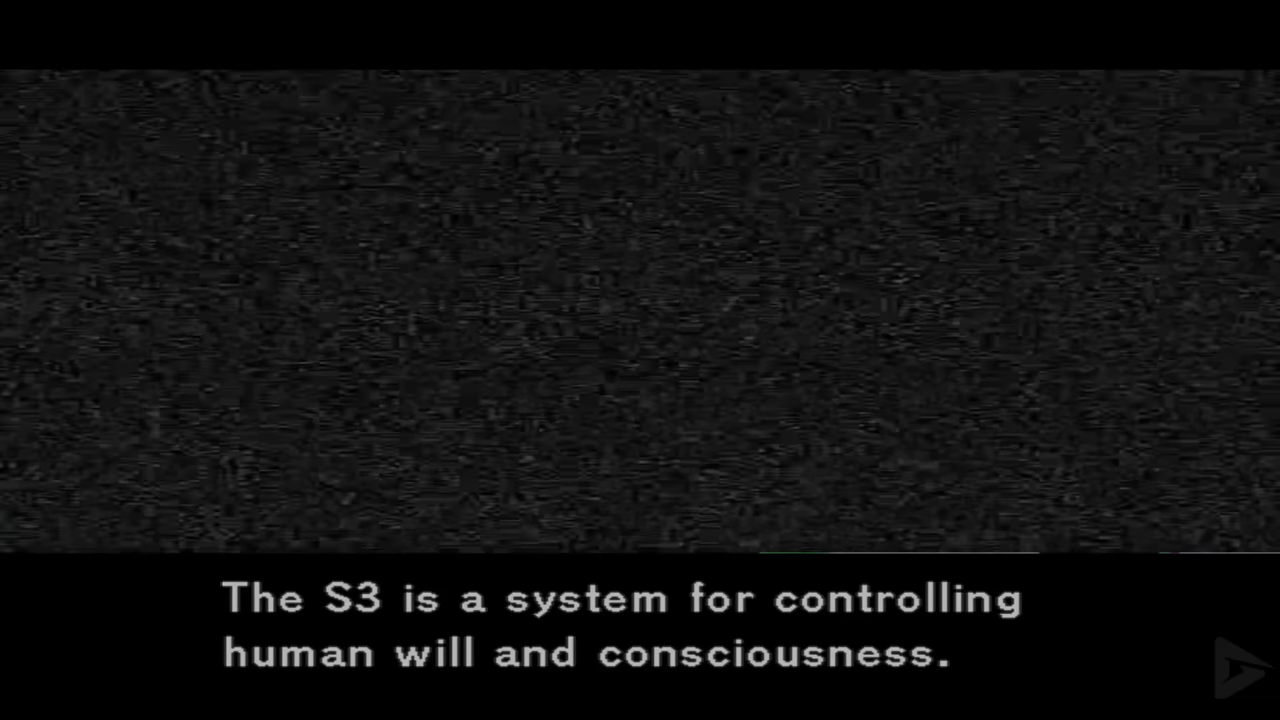 The S3 is a system for controlling
human will and consciousness.